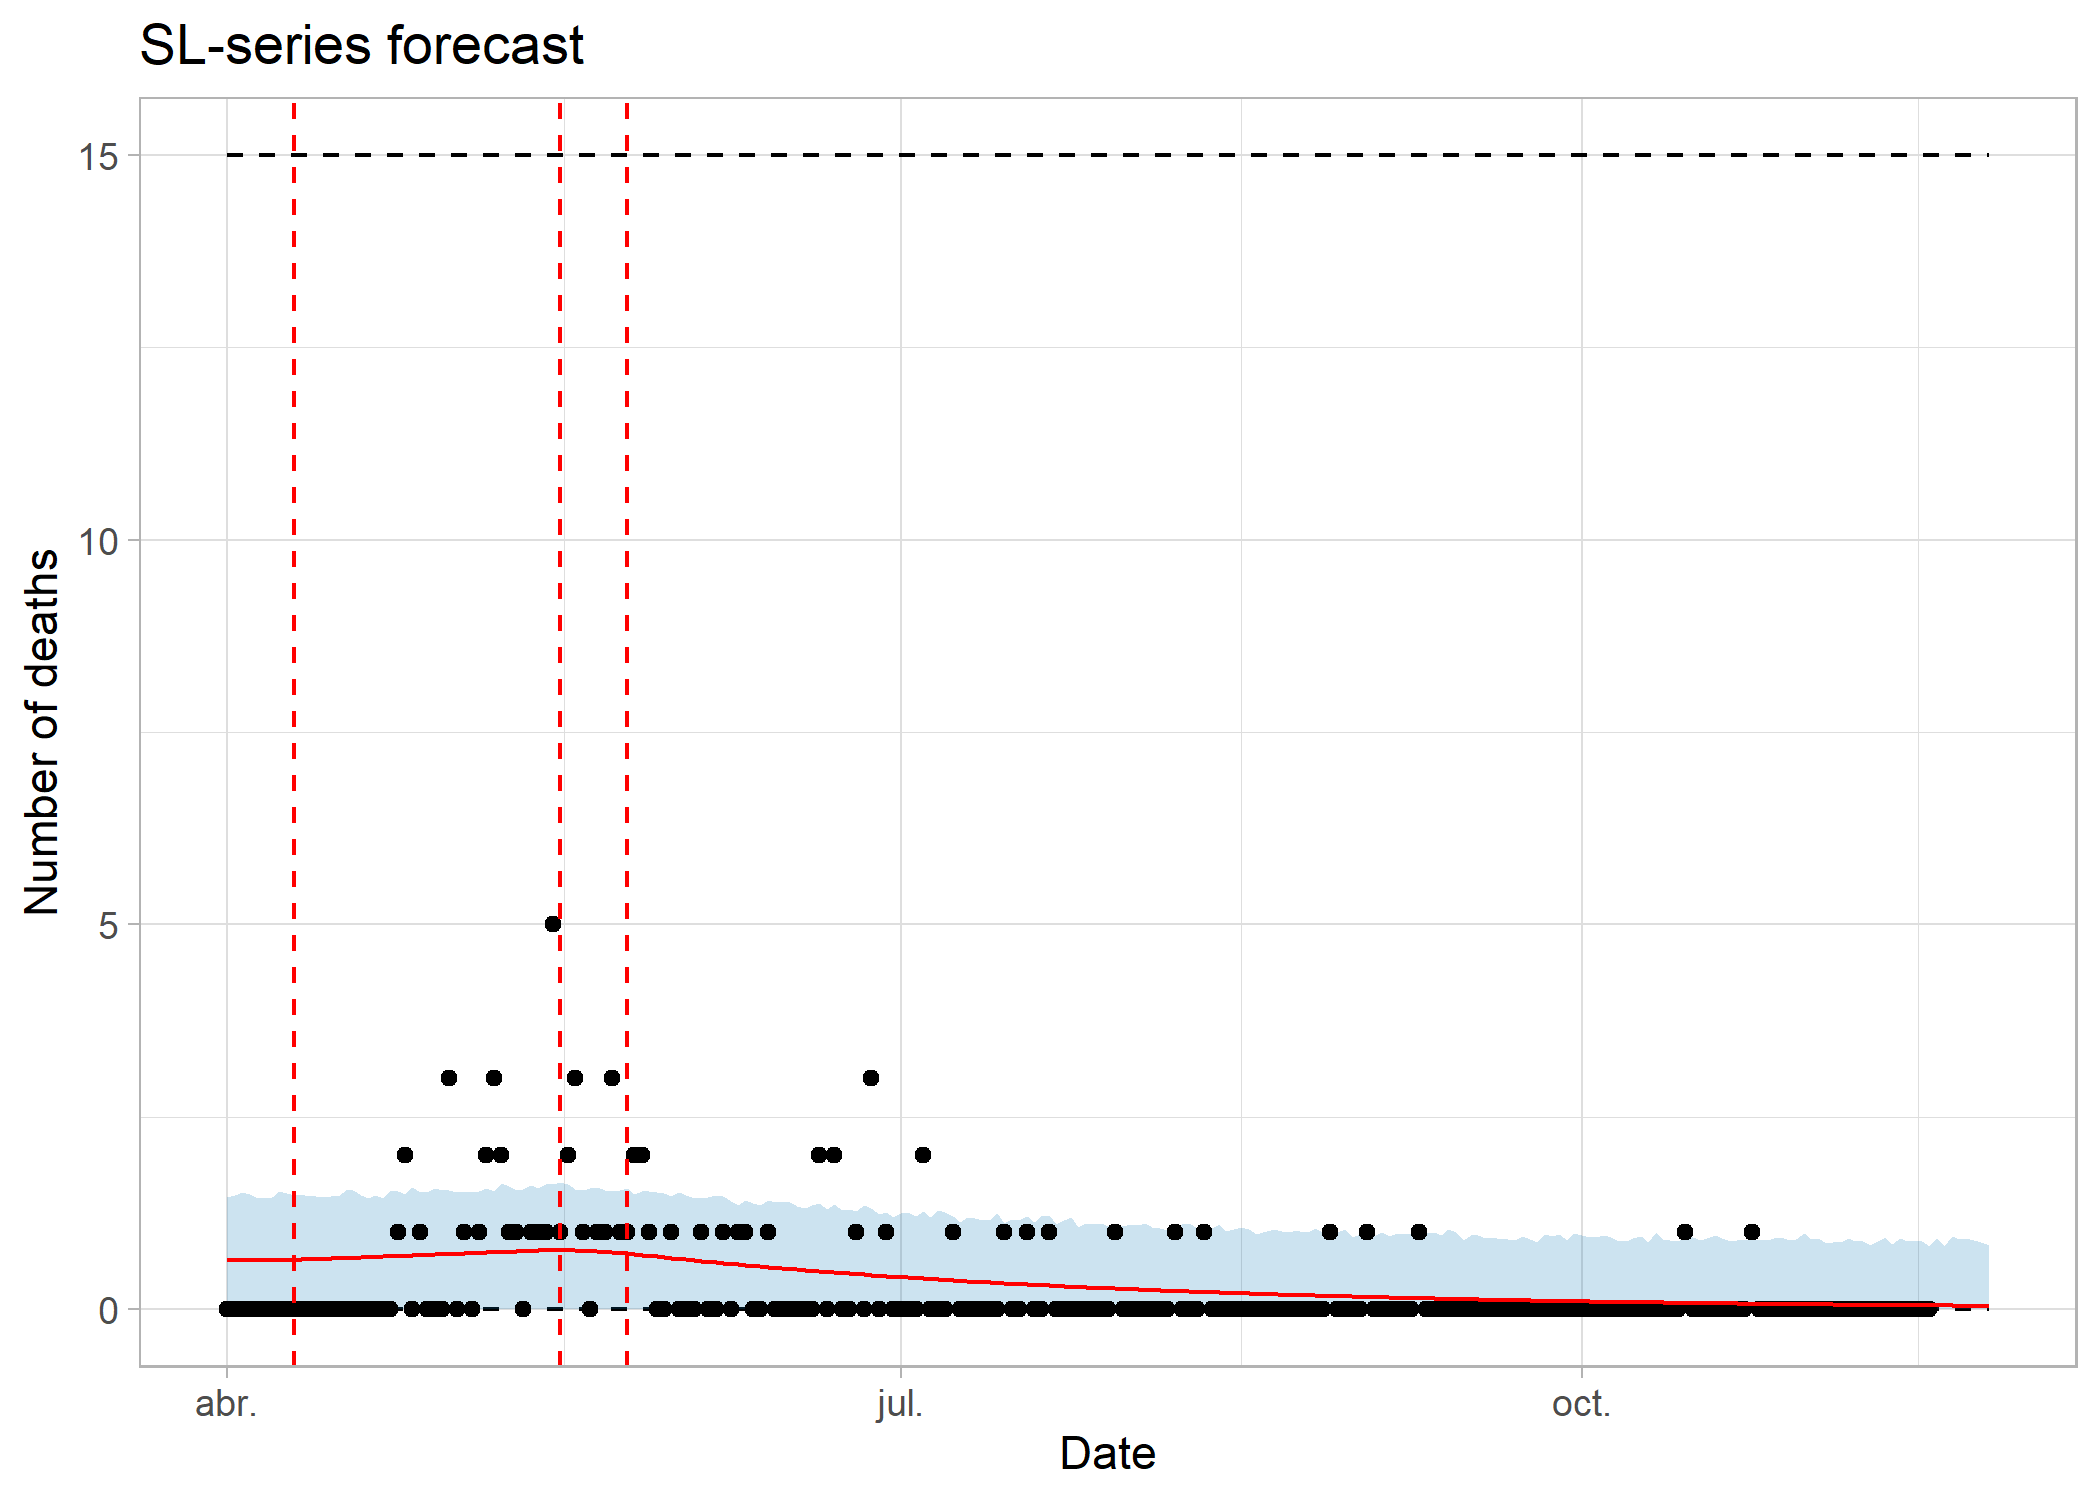 SL-series forecast
15
10
5
0
Number of deaths
abr.
jul.
oct.
Date